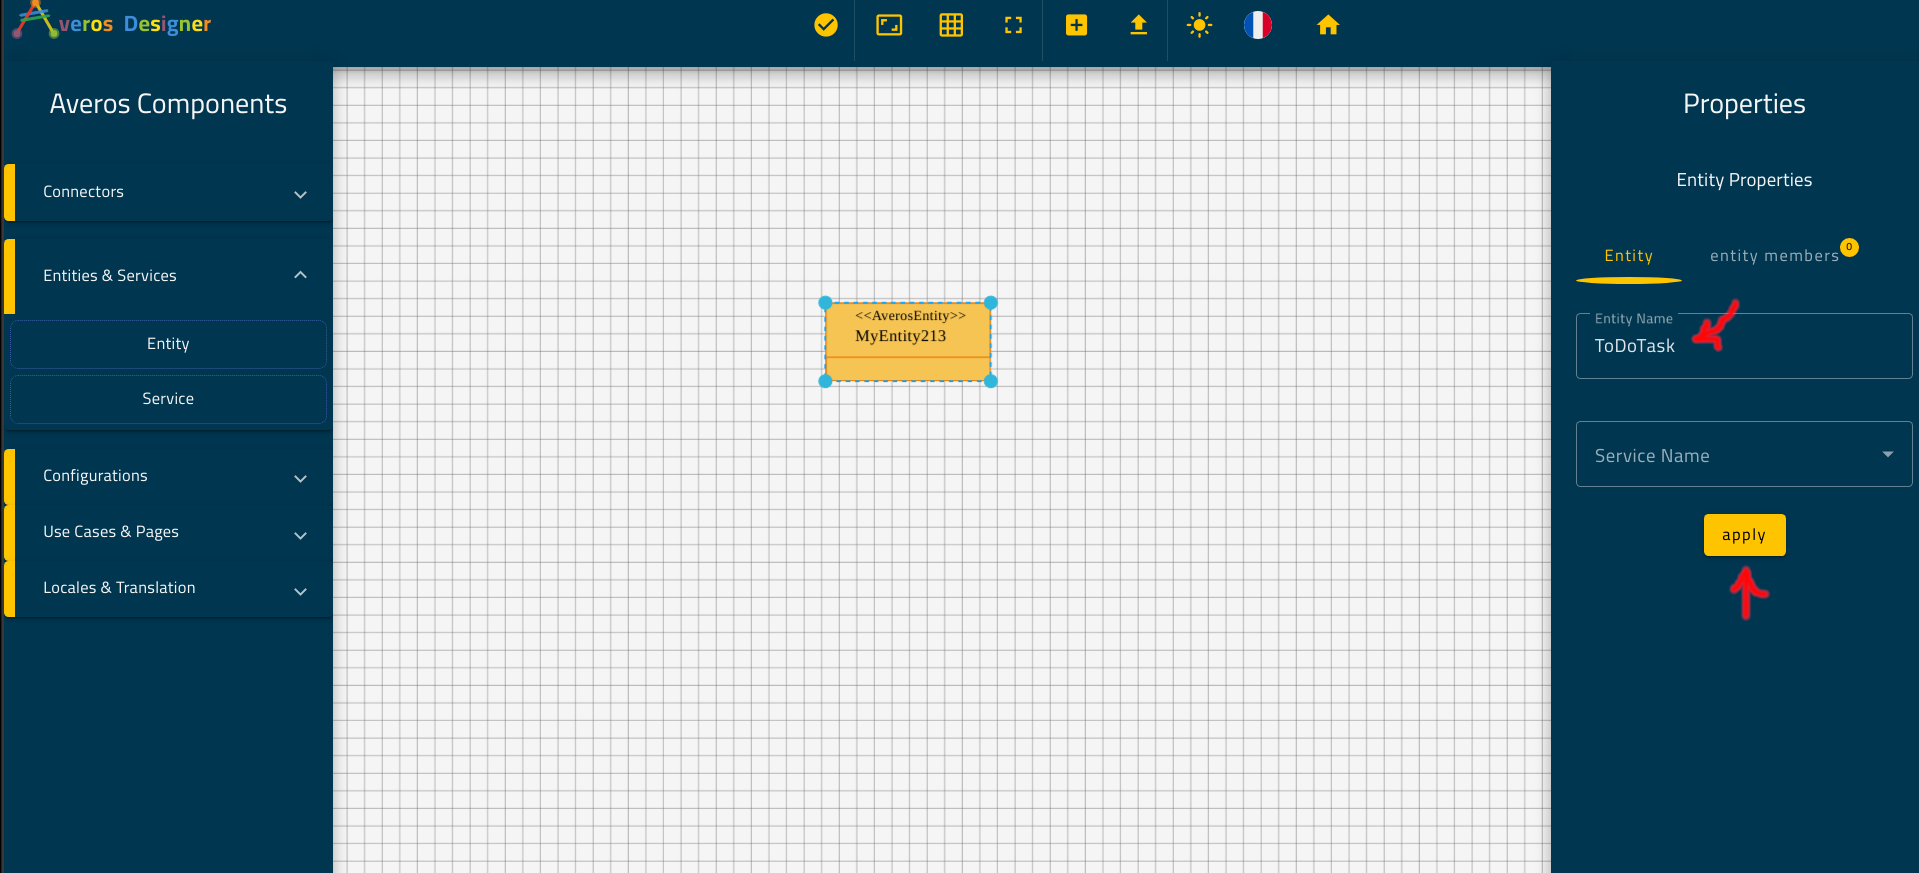 Averos Designer
Averos Components
Connectors
Entities & Services
Entity
Service
Configurations
Use Cases & Pages
Locales & Translation
<<AverosEntity>>
MyEntity213
Properties
Entity Properties
Entity
entity members 0
Entity Name
ToDoTask
Service Name
apply